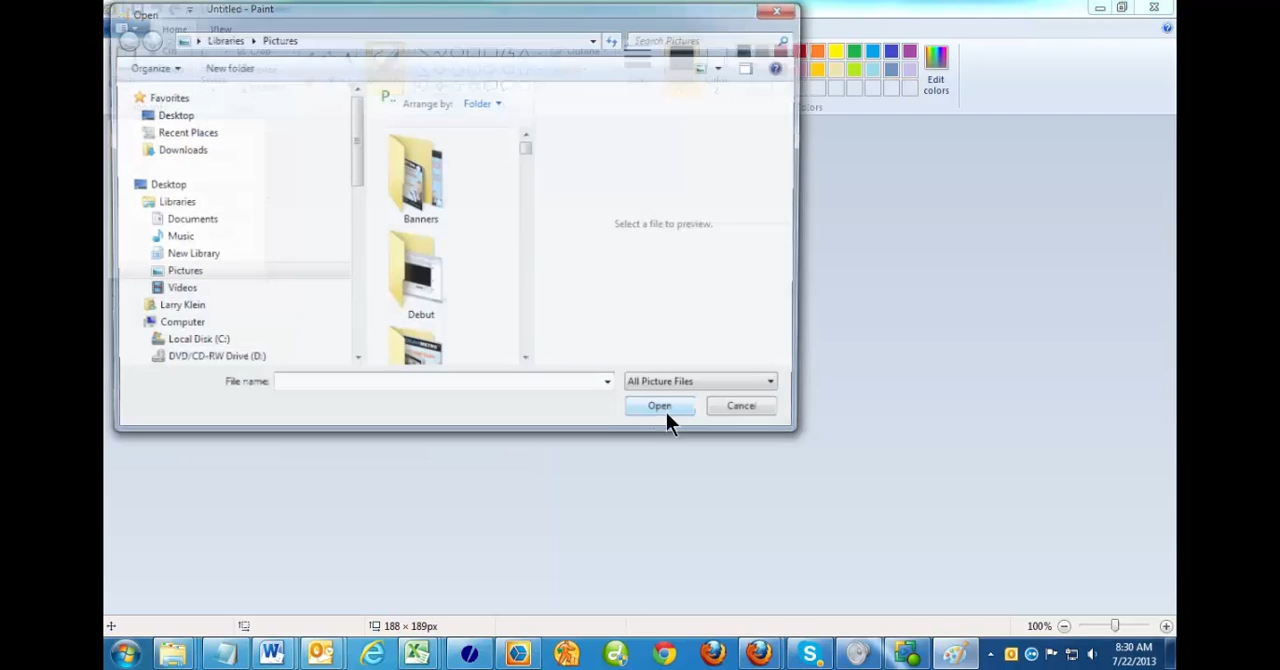 Untitled - Paint
Open
Home
View
Libraries
Pictures
Search Pictures
Organize
New folder
Edit
colors
Favorites
Desktop
Recent Places
Downloads
P..
Arrange by:
Folder
Desktop
Libraries
Documents
Music
New Library
Pictures
Videos
Larry Klein
Computer
Local Disk (C:)
DVD/CD-RW Drive (D:)
Banners
Debut
Select a file to preview.
File name:
All Picture Files
Open
Cancel
188 × 189px
100%
8:30 AM
7/22/2013